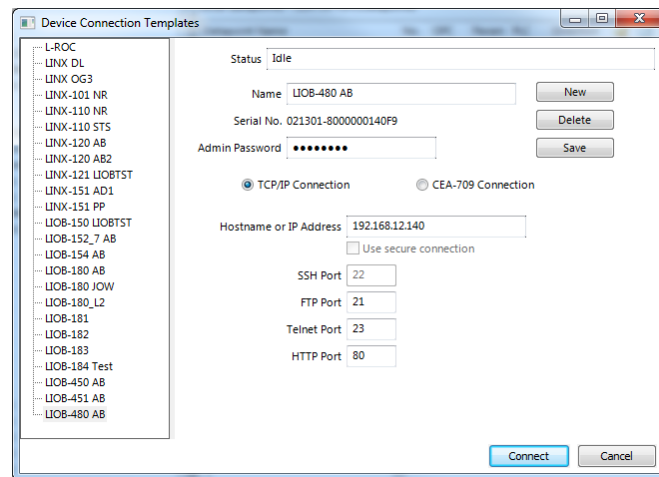 Device Connection Templates
L-ROC
LINX DL
LINX OG3
LINX-101 NR
LINX-110 NR
LINX-110 STS
LINX-120 AB
LINX-120 AB2
LINX-121 LIOBTST
LINX-151 AD1
LINX-151 PP
LIOB-150 LIOBTST
LIOB-152_7 AB
LIOB-154 AB
LIOB-180 AB
LIOB-180 JOW
LIOB-180_L2
LIOB-181
LIOB-182
LIOB-183
LIOB-184 Test
LIOB-450 AB
LIOB-451 AB
LIOB-480 AB
Status Idle
Name LIOB-480 AB New
Serial No. 021301-8000000140F9 Delete
Admin Password ●●●●●●●● Save
TCP/IP Connection CEA-709 Connection
Hostname or IP Address 192.168.12.140
Use secure connection
SSH Port 22
FTP Port 21
Telnet Port 23
HTTP Port 80
Connect Cancel